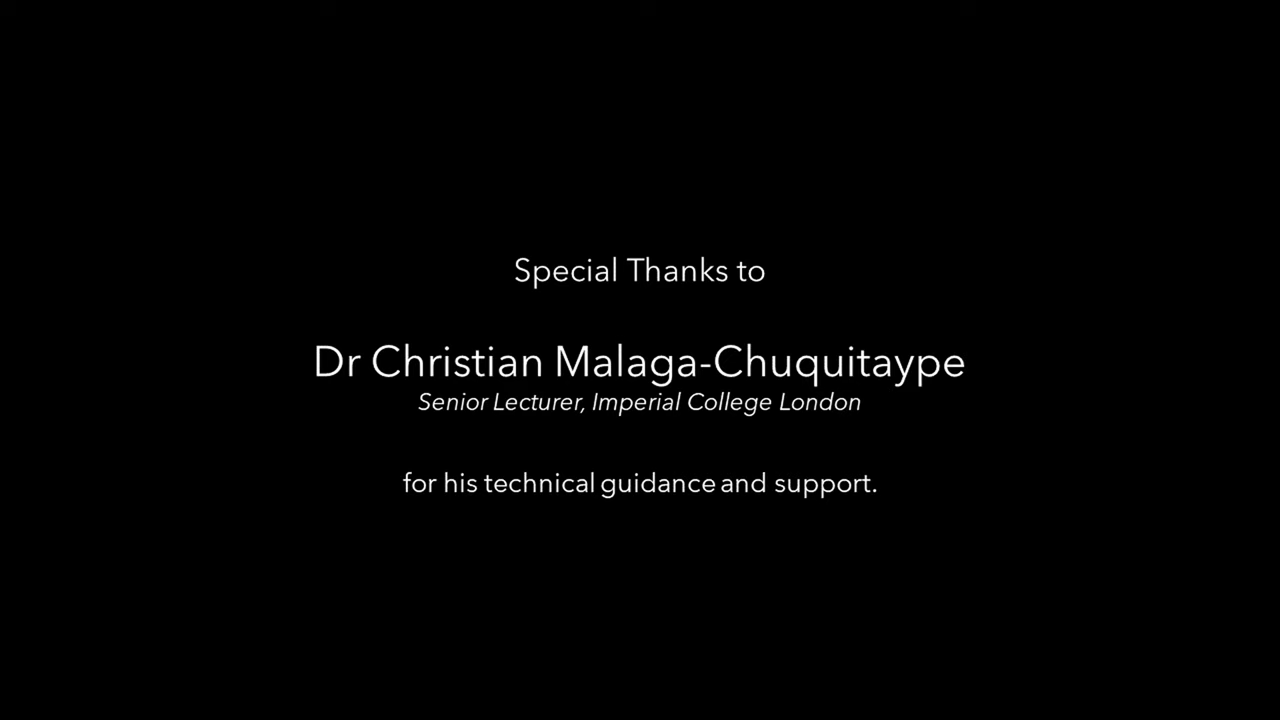 Special Thanks to
Dr Christian Malaga-Chuquitaype
Senior Lecturer, Imperial College London
for his technical guidance and support.